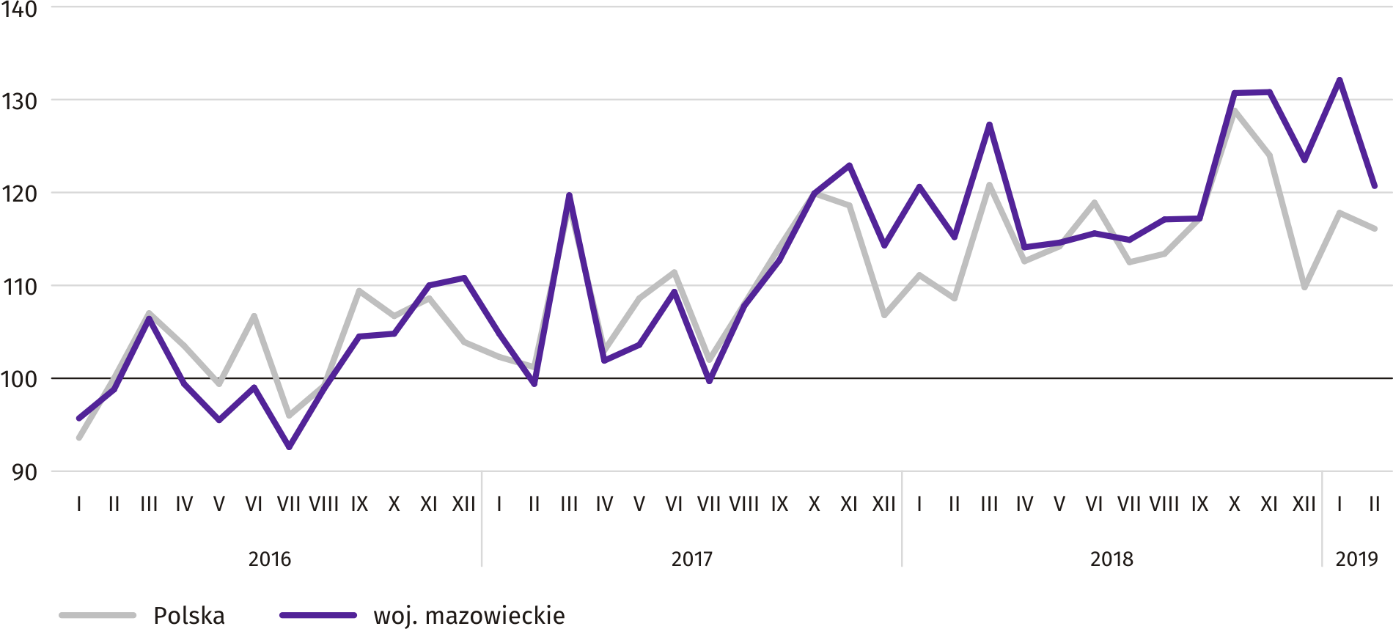 140
130
120
110
100
90
I II III IV V VI VII VIII IX X XI XII I II III IV V VI VII VIII IX X XI XII I II III IV V VI VII VIII IX X XI XII I II
2016 2017 2018 2019
Polska woj. mazowieckie